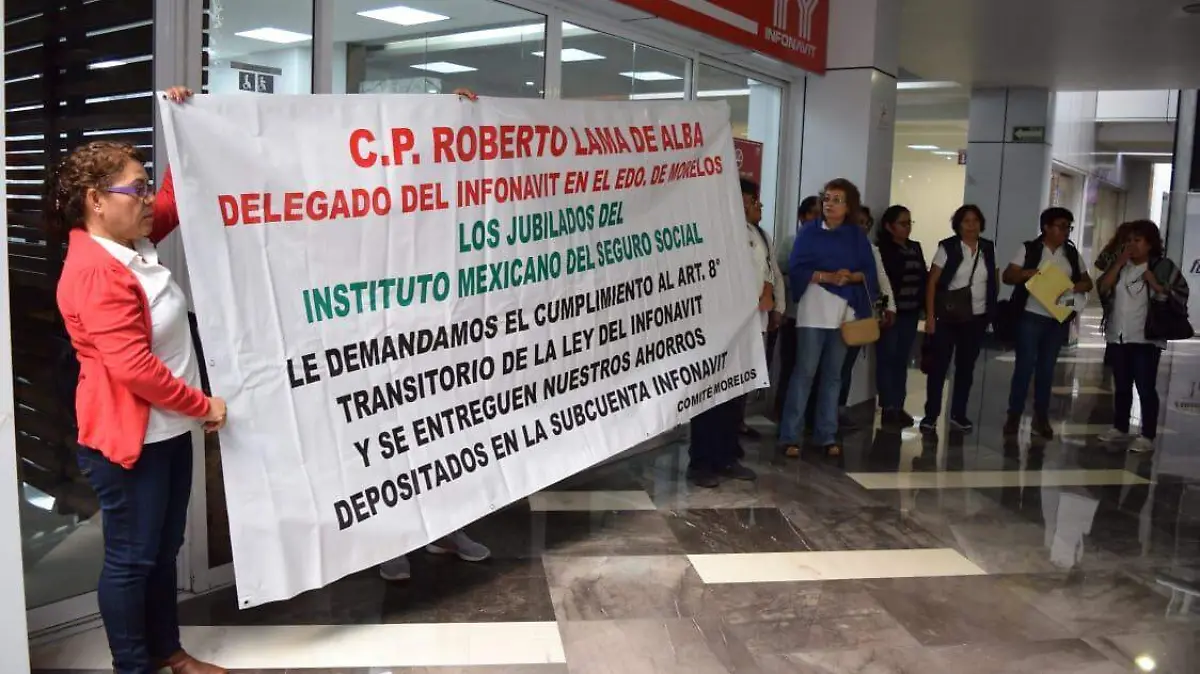 INFONAVIT
C.P. ROBERTO LAMA DE ALBA
DELEGADO DEL INFONAVIT EN EL EDO. DE MORELOS
LOS JUBILADOS DEL
INSTITUTO MEXICANO DEL SEGURO SOCIAL
LE DEMANDAMOS EL CUMPLIMIENTO AL ART. 8°
TRANSITORIO DE LA LEY DEL INFONAVIT
Y SE ENTREGUEN NUESTROS AHORROS
DEPOSITADOS EN LA SUBCUENTA INFONAVIT
COMITE MORELOS